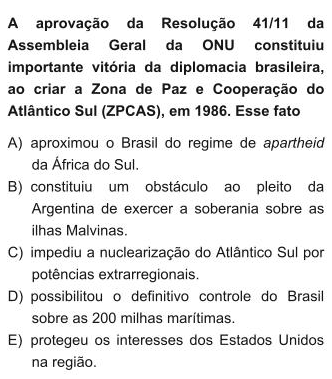 A aprovação da Resolução 41/11 da
Assembleia Geral da ONU constituiu
importante vitória da diplomacia brasileira,
ao criar a Zona de Paz e Cooperação do
Atlântico Sul (ZPCAS), em 1986. Esse fato
A) aproximou o Brasil do regime de apartheid
da África do Sul.
B) constituiu um obstáculo ao pleito da
Argentina de exercer a soberania sobre as
ilhas Malvinas.
C) impediu a nuclearização do Atlântico Sul por
potências extrarregionais.
D) possibilitou o definitivo controle do Brasil
sobre as 200 milhas marítimas.
E) protegeu os interesses dos Estados Unidos
na região.